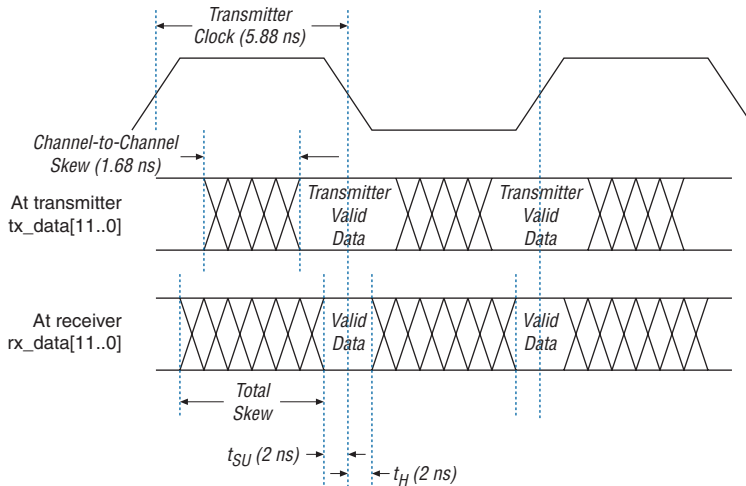 Transmitter
Clock (5.88 ns)
Channel-to-Channel
Skew (1.68 ns)
At transmitter
tx_data[11..0]
Transmitter
Valid
Data
Transmitter
Valid
Data
At receiver
rx_data[11..0]
Valid
Data
Valid
Data
Total
Skew
tSU (2 ns)
tH (2 ns)